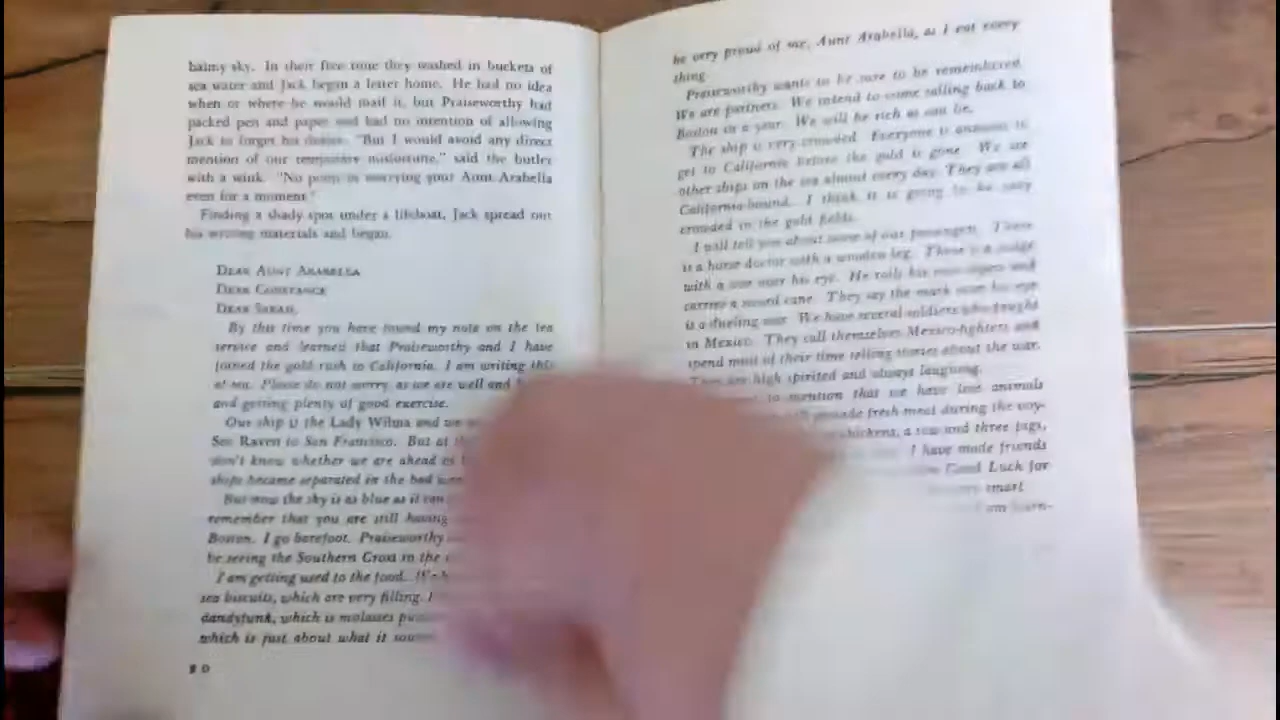 balmy sky. In their free time they washed in buckets of
sea water and Jack began a letter home. He had no idea
when or where he would mail it, but Praiseworthy had
packed pen and paper and had no intention of allowing
Jack to forget his duties. "But I would avoid any direct
mention of our temporary misfortune," said the butler
with a wink. "No point in worrying your Aunt Arabella
even for a moment."
Finding a shady spot under a lifeboat, Jack spread out
his writing materials and began.
DEAR AUNT ARABELLA
DEAR CONSTANCE
DEAR SARAH,
By this time you have found my note on the tea
service and learned that Praiseworthy and I have
joined the gold rush to California. I am writing this
at sea. Please do not worry as we are well and
and getting plenty of good exercise.
Our ship is the Lady Wilma and we
Sea Raven to San Francisco. But at
don't know whether we are ahead
ships became separated in the bad
But now the sky is as blue as it can
remember that you are still having
Boston. I go barefoot. Praiseworthy
be seeing the Southern Cross in the
I am getting used to the food.
sea biscuits, which are very filling. I
dandyfunk, which is molasses
which is just about what it
80
be very proud of me, Aunt Arabella, as I eat every
thing.
Praiseworthy wants to be sure to be remembered.
We are partners. We intend to come sailing back to
Boston in a year. We will be rich as can be.
The ship is very crowded. Everyone is anxious to
get to California before the gold is gone. We see
other ships on the sea almost every day. They are all
California-bound. I think it is going to be very
crowded in the gold fields.
I will tell you about some of our passengers. There
is a horse doctor with a wooden leg. There is a judge
with a scar over his eye. He rolls his own cigars and
carries a sword cane. They say the mark over his eye
is a dueling scar. We have several soldiers who fought
in Mexico. They call themselves Mexico-fighters and
spend most of their time telling stories about the war.
They are high spirited and always laughing.
to mention that we have live animals
provide fresh meat during the voy-
chickens, a sow and three pigs,
I have made friends
Good Luck for
smart
I am learn-